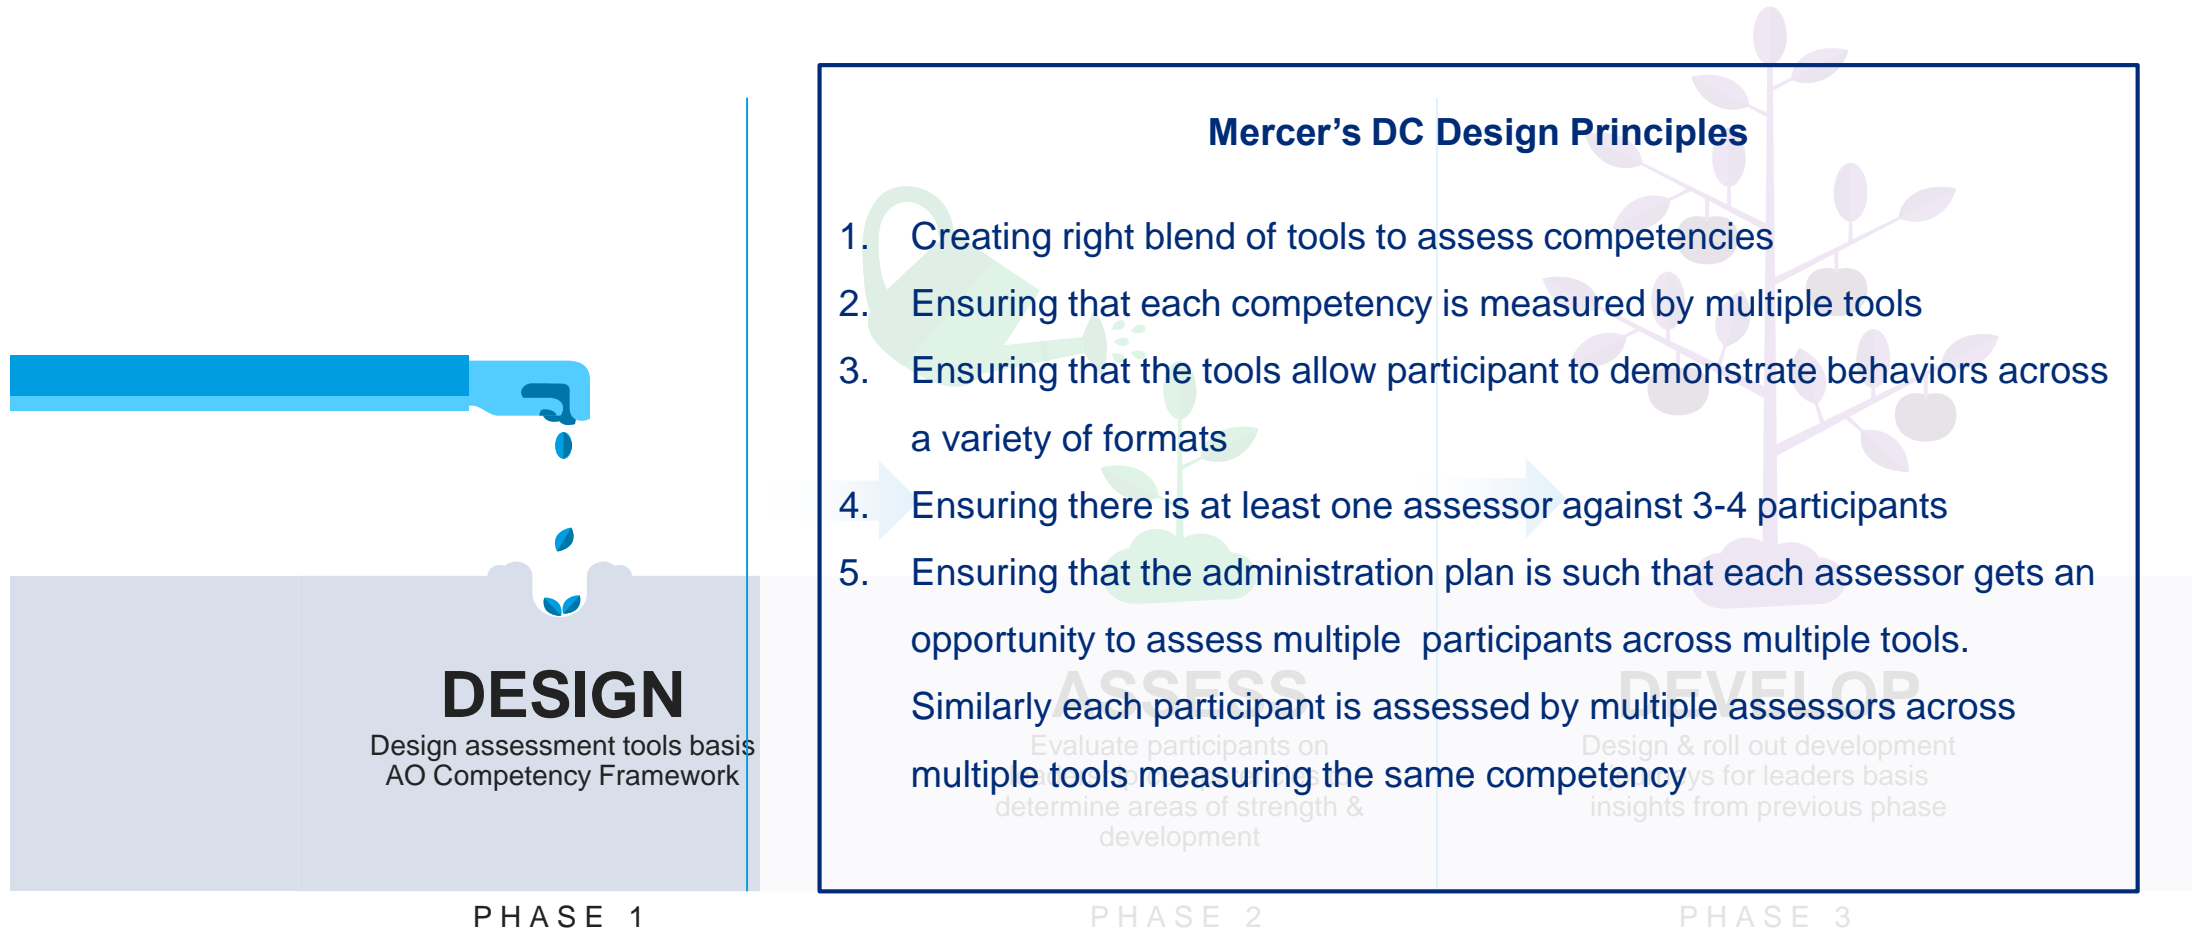 Mercer’s DC Design Principles
1. Creating right blend of tools to assess competencies
2. Ensuring that each competency is measured by multiple tools
3. Ensuring that the tools allow participant to demonstrate behaviors across
a variety of formats
4. Ensuring there is at least one assessor against 3-4 participants
5. Ensuring that the administration plan is such that each assessor gets an
opportunity to assess multiple participants across multiple tools.
Similarly each participant is assessed by multiple assessors across
multiple tools measuring the same competency
DESIGN
Design assessment tools basis
AO Competency Framework
PHASE 1
ASSESS
Evaluate participants on
determine areas of strength &
development
PHASE 2
DEVELOP
Design & roll out development
for leaders basis
insights from previous phase
PHASE 3